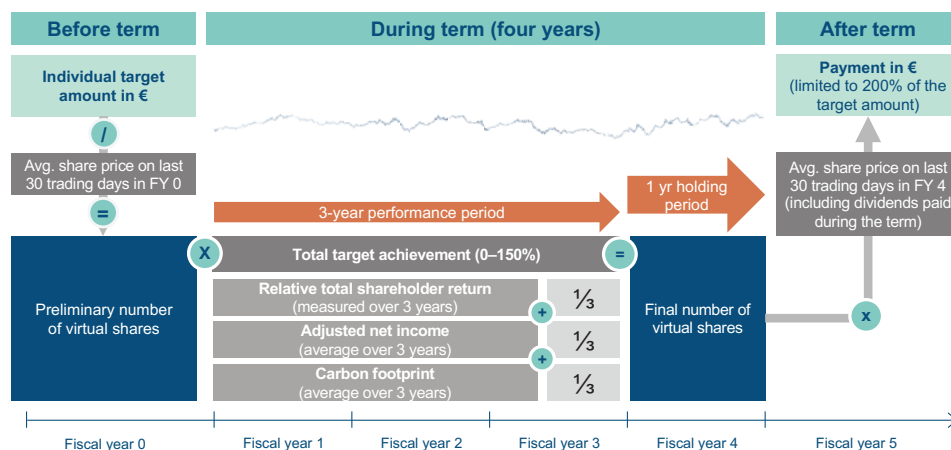 Before term
During term (four years)
After term
Individual target
amount in €
/
Avg. share price on last
30 trading days in FY 0
=
Preliminary number
of virtual shares
X
3-year performance period
1 yr holding
period
Total target achievement (0–150%)
=
Relative total shareholder return
(measured over 3 years)
⅓
+
Adjusted net income
(average over 3 years)
⅓
+
Carbon footprint
(average over 3 years)
⅓
Final number of
virtual shares
Payment in €
(limited to 200% of the
target amount)
Avg. share price on last
30 trading days in FY 4
(including dividends paid
during the term)
x
Fiscal year 0
Fiscal year 1
Fiscal year 2
Fiscal year 3
Fiscal year 4
Fiscal year 5